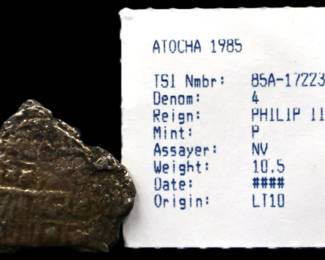 ATOCHA 1985
TSI Nmbr: 85A-17223
Denom: 4
Reign: PHILIP II
Mint: P
Assayer: NV
Weight: 10.5
Date: ####
Origin: LT10